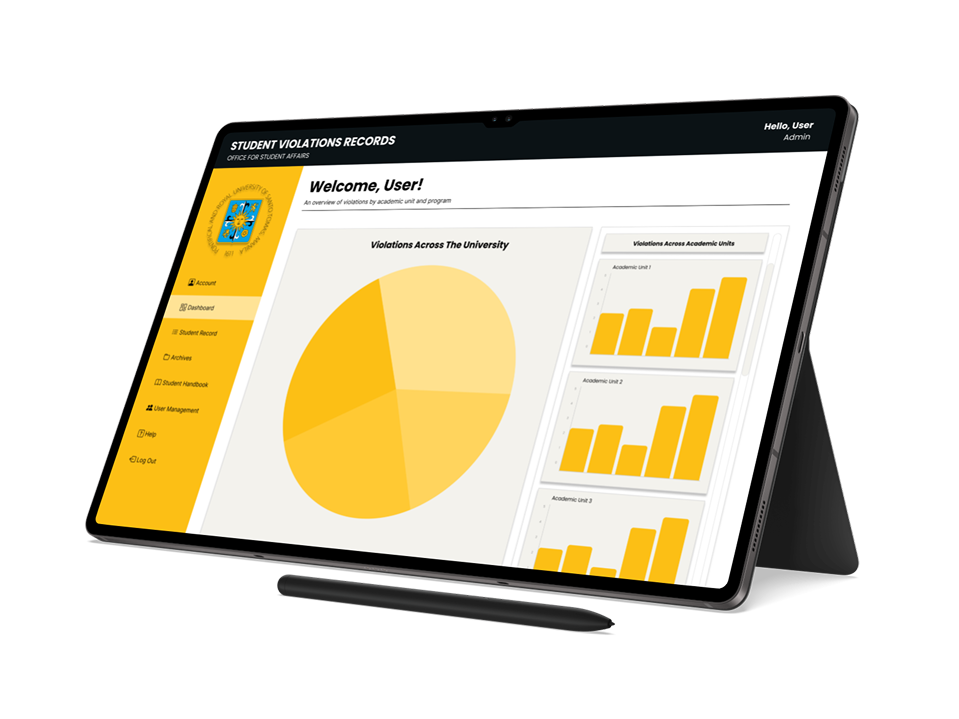 STUDENT VIOLATIONS RECORDS
OFFICE FOR STUDENT AFFAIRS
Hello, User
Admin
Account
Dashboard
Student Record
Archives
Student Handbook
User Management
Help
Log Out
Welcome, User!
An overview of violations by academic unit and program
Violations Across The University
Violations Across Academic Units
Academic Unit 1
Academic Unit 2
Academic Unit 3